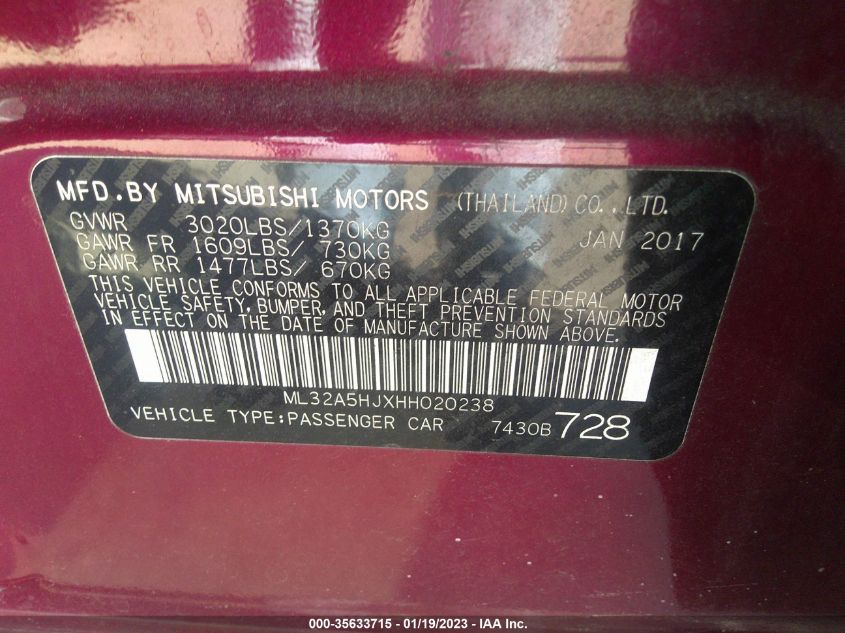 MFD.BY MITSUBISHI MOTORS (THAILAND) CO.,LTD.
GVWR 3020LBS/1370KG JAN 2017
GAWR FR 1609LBS/ 730KG
GAWR RR 1477LBS/ 670KG
THIS VEHICLE CONFORMS TO ALL APPLICABLE FEDERAL MOTOR
VEHICLE SAFETY, BUMPER, AND THEFT PREVENTION STANDARDS
IN EFFECT ON THE DATE OF MANUFACTURE SHOWN ABOVE.
ML32A5HJXHH020238
VEHICLE TYPE:PASSENGER CAR 7430B 728
000-35633715 - 01/19/2023 - IAA Inc.